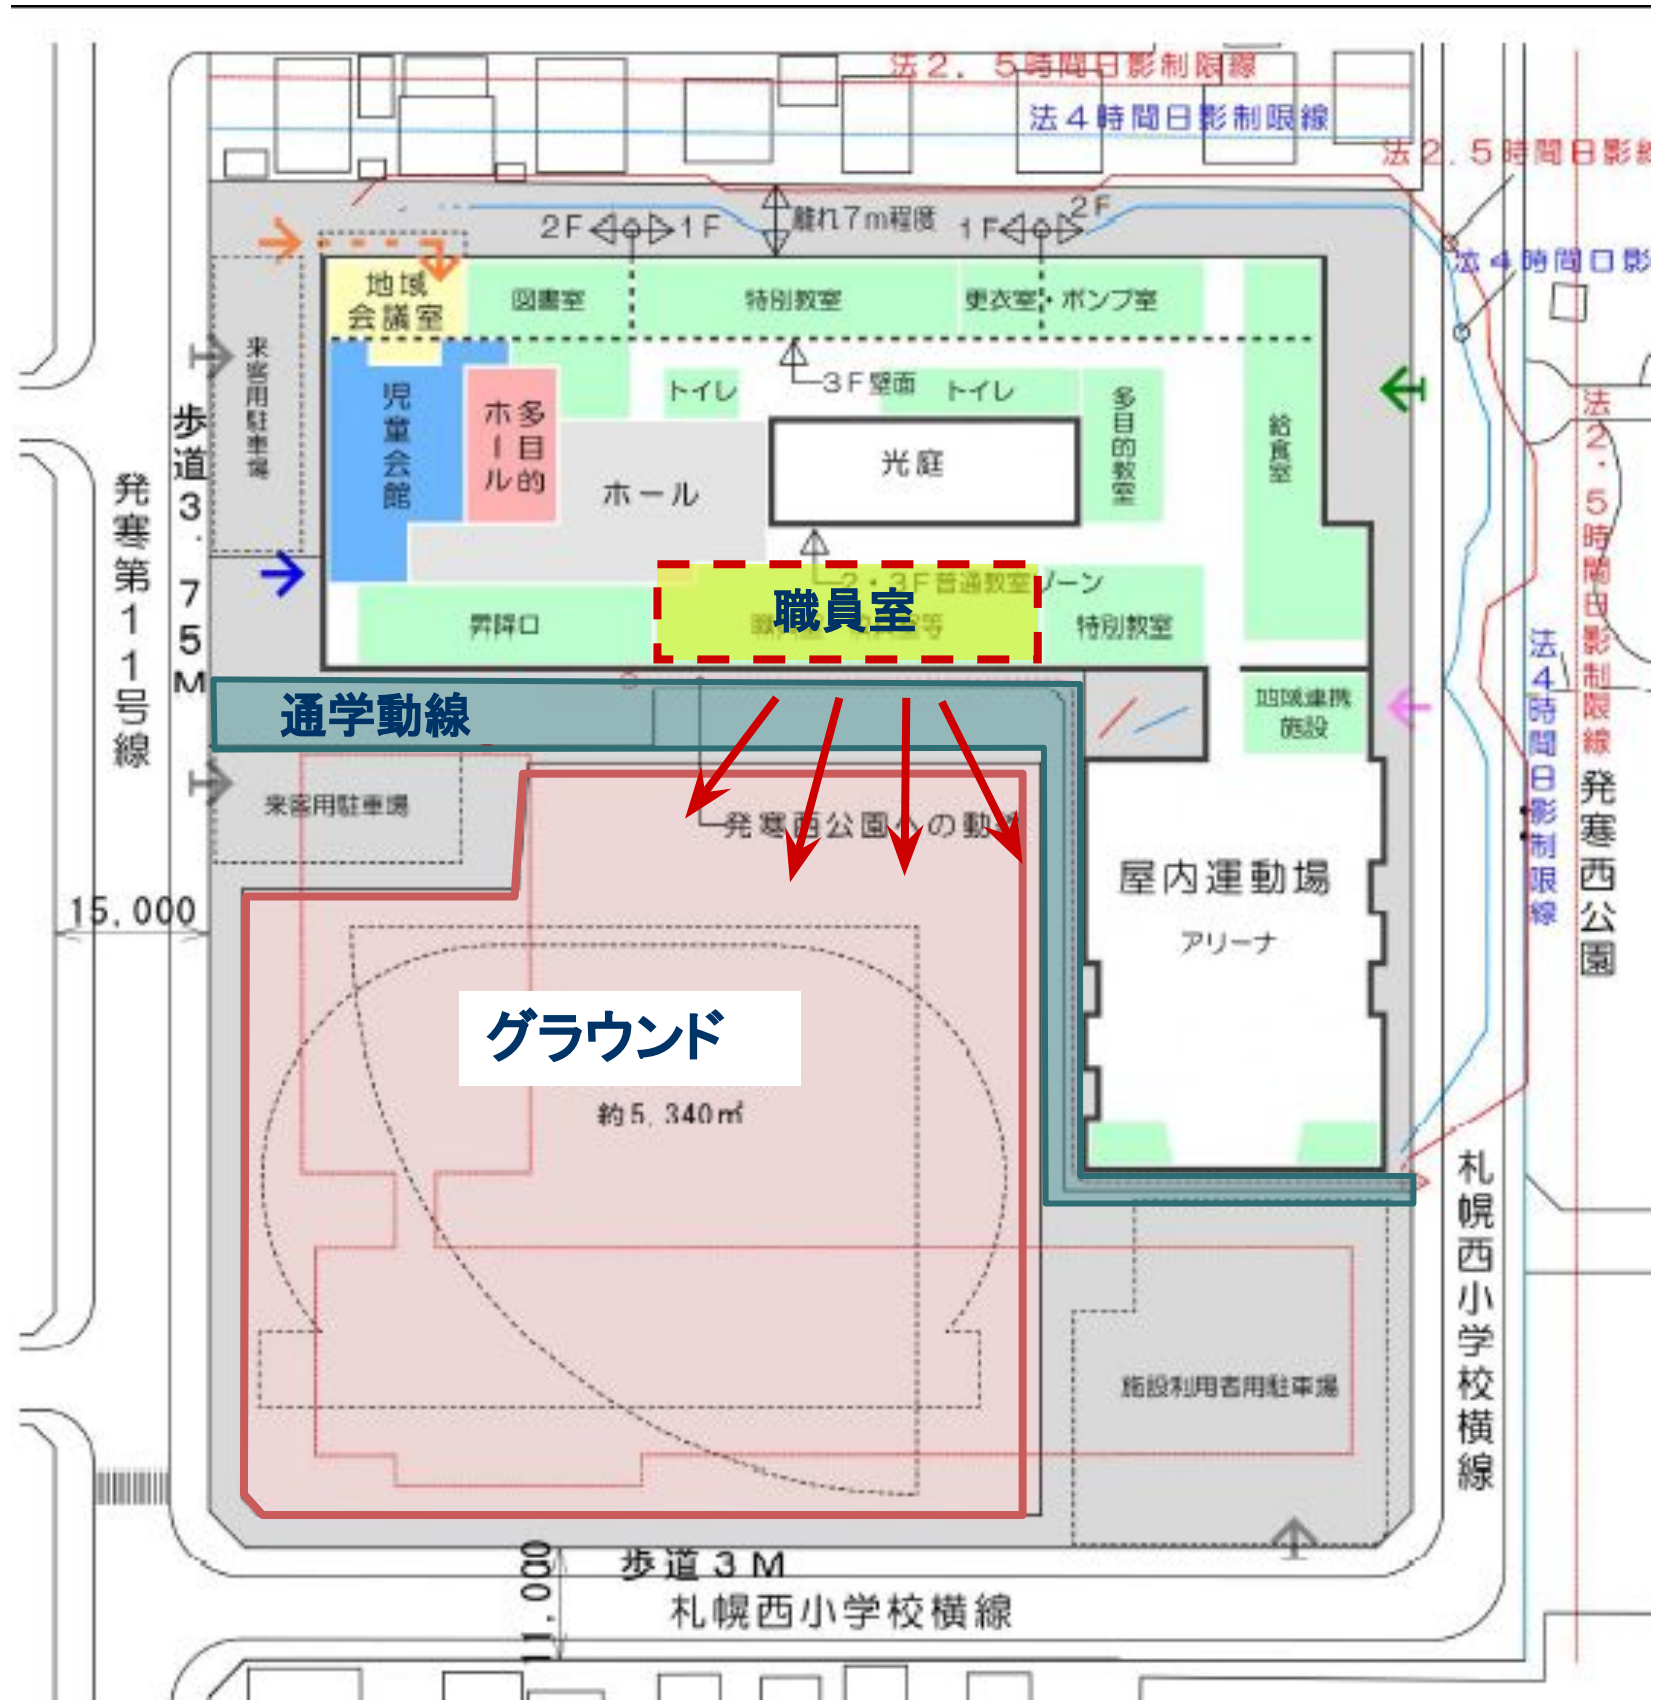 法2.5時間日影制限線
法4時間日影制限線
法2.5時間日影線
法4時間日影
離れ7m程度
2F
1F
1F
2F
地域
会議室
図書室
特別教室
更衣室・ポンプ室
来客用駐車場
児童会館
多目的
ホール
トイレ
3F壁面
トイレ
多目的教室
給食室
光庭
ホール
歩道3.75M
発寒第11号線
2・3F普通教室ゾーン
職員室
昇降口
特別教室
通学動線
地域連携
施設
来客用駐車場
発寒西公園への動線
法2.5時間日影制限線
法4時間日影制限線
発寒西公園
屋内運動場
アリーナ
15,000
グラウンド
約5,340㎡
施設利用者用駐車場
札幌西小学校横線
11.000
歩道3M
札幌西小学校横線